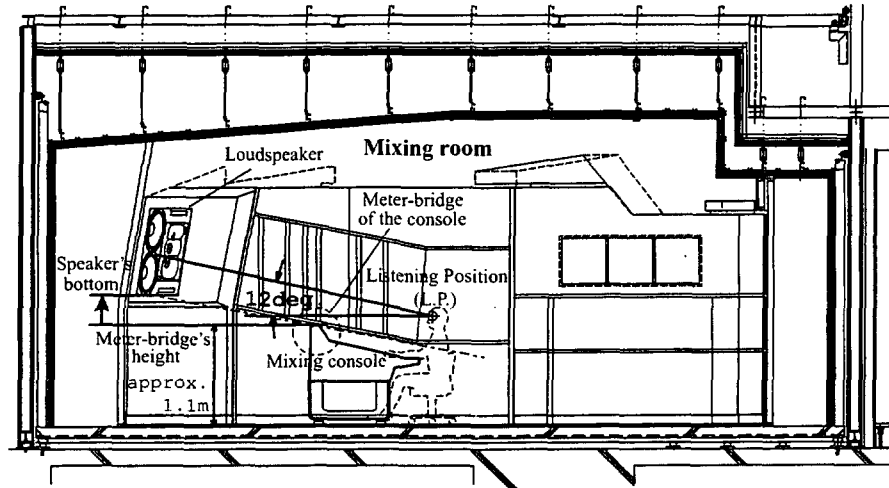 Mixing room
Loudspeaker
Meter-bridge
of the console
Speaker's
bottom
Listening Position
(L.P.)
12deg.
Meter-bridge's
height
approx.
1.1m
Mixing console